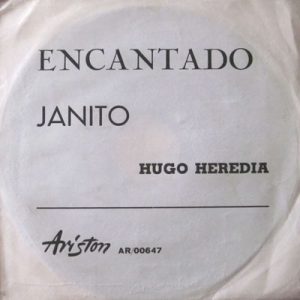 ENCANTADO
JANITO
HUGO HEREDIA
Ariston AR/00647